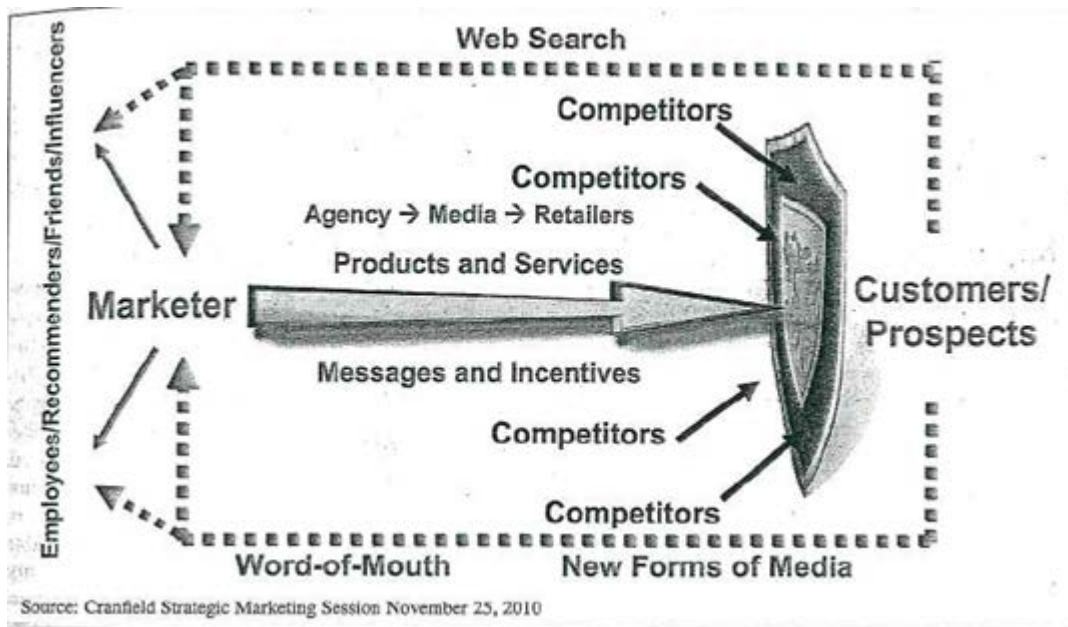 Web Search
Competitors
Competitors
Agency → Media → Retailers
Products and Services
Marketer
Customers/
Prospects
Messages and Incentives
Competitors
Competitors
Word-of-Mouth
New Forms of Media
Employees/Recommenders/Friends/Influencers
Source: Cranfield Strategic Marketing Session November 25, 2010